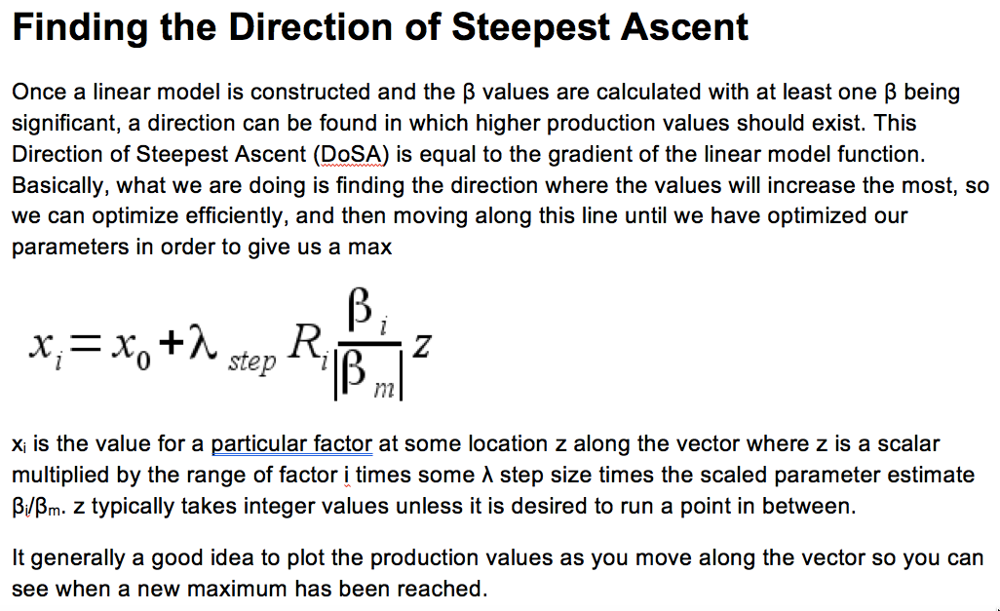 Finding the Direction of Steepest Ascent
Once a linear model is constructed and the β values are calculated with at least one β being
significant, a direction can be found in which higher production values should exist. This
Direction of Steepest Ascent (DoSA) is equal to the gradient of the linear model function.
Basically, what we are doing is finding the direction where the values will increase the most, so
we can optimize efficiently, and then moving along this line until we have optimized our
parameters in order to give us a max
xᵢ = x₀ + λ step Rᵢ βᵢ / |βₘ| z
xᵢ is the value for a particular factor at some location z along the vector where z is a scalar
multiplied by the range of factor i times some λ step size times the scaled parameter estimate
βᵢ/βₘ. z typically takes integer values unless it is desired to run a point in between.
It generally a good idea to plot the production values as you move along the vector so you can
see when a new maximum has been reached.